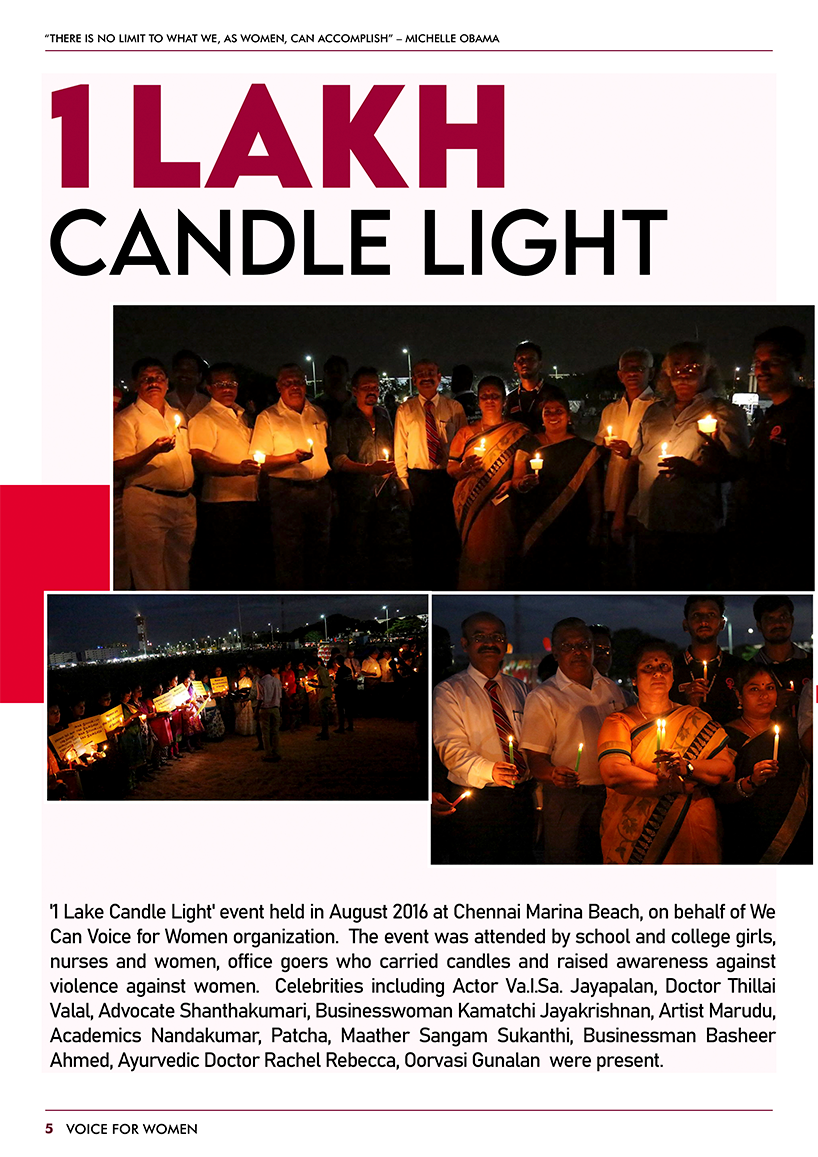 “THERE IS NO LIMIT TO WHAT WE, AS WOMEN, CAN ACCOMPLISH” – MICHELLE OBAMA
1 LAKH
CANDLE LIGHT
'1 Lake Candle Light' event held in August 2016 at Chennai Marina Beach, on behalf of We
Can Voice for Women organization. The event was attended by school and college girls,
nurses and women, office goers who carried candles and raised awareness against
violence against women. Celebrities including Actor Va.I.Sa. Jayapalan, Doctor Thillai
Valal, Advocate Shanthakumari, Businesswoman Kamatchi Jayakrishnan, Artist Marudu,
Academics Nandakumar, Patcha, Maather Sangam Sukanthi, Businessman Basheer
Ahmed, Ayurvedic Doctor Rachel Rebecca, Oorvasi Gunalan were present.
5 VOICE FOR WOMEN